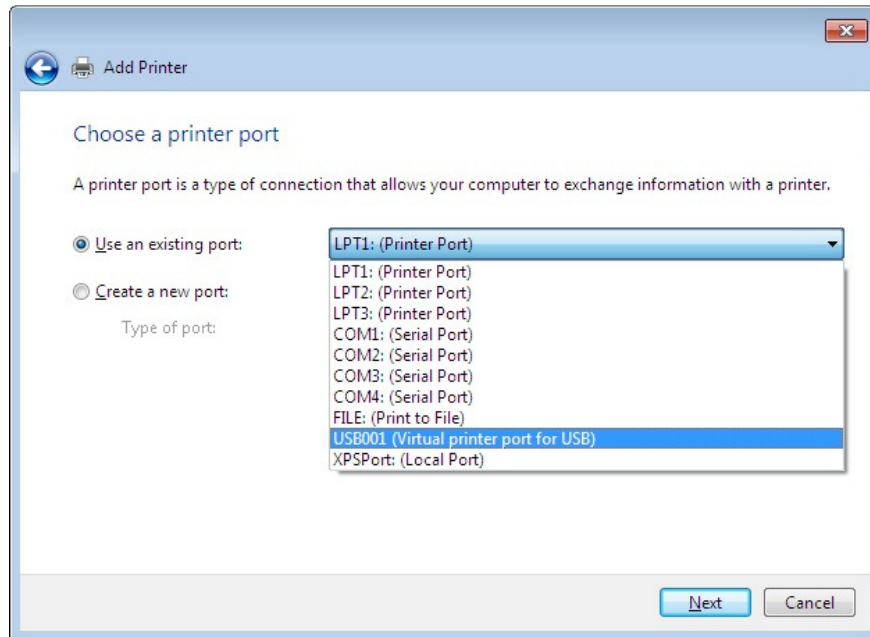 Add Printer
Choose a printer port
A printer port is a type of connection that allows your computer to exchange information with a printer.
Use an existing port:
LPT1: (Printer Port)
LPT1: (Printer Port)
LPT2: (Printer Port)
LPT3: (Printer Port)
COM1: (Serial Port)
COM2: (Serial Port)
COM3: (Serial Port)
COM4: (Serial Port)
FILE: (Print to File)
USB001 (Virtual printer port for USB)
XPSPort: (Local Port)
Create a new port:
Type of port:
Next
Cancel